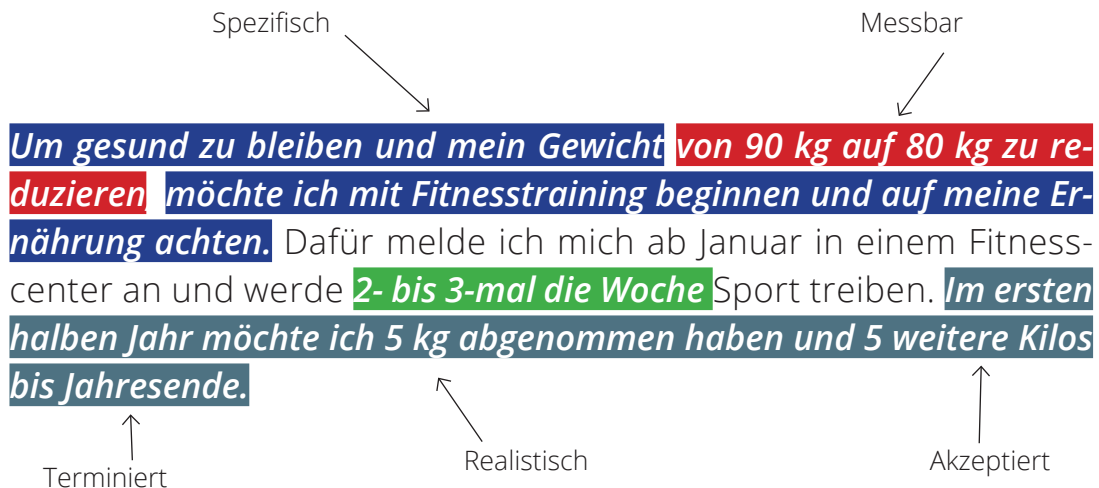 Spezifisch
Messbar
Um gesund zu bleiben und mein Gewicht von 90 kg auf 80 kg zu re-
duzieren möchte ich mit Fitnesstraining beginnen und auf meine Er-
nährung achten. Dafür melde ich mich ab Januar in einem Fitness-
center an und werde 2- bis 3-mal die Woche Sport treiben. Im ersten
halben Jahr möchte ich 5 kg abgenommen haben und 5 weitere Kilos
bis Jahresende.
Terminiert
Realistisch
Akzeptiert